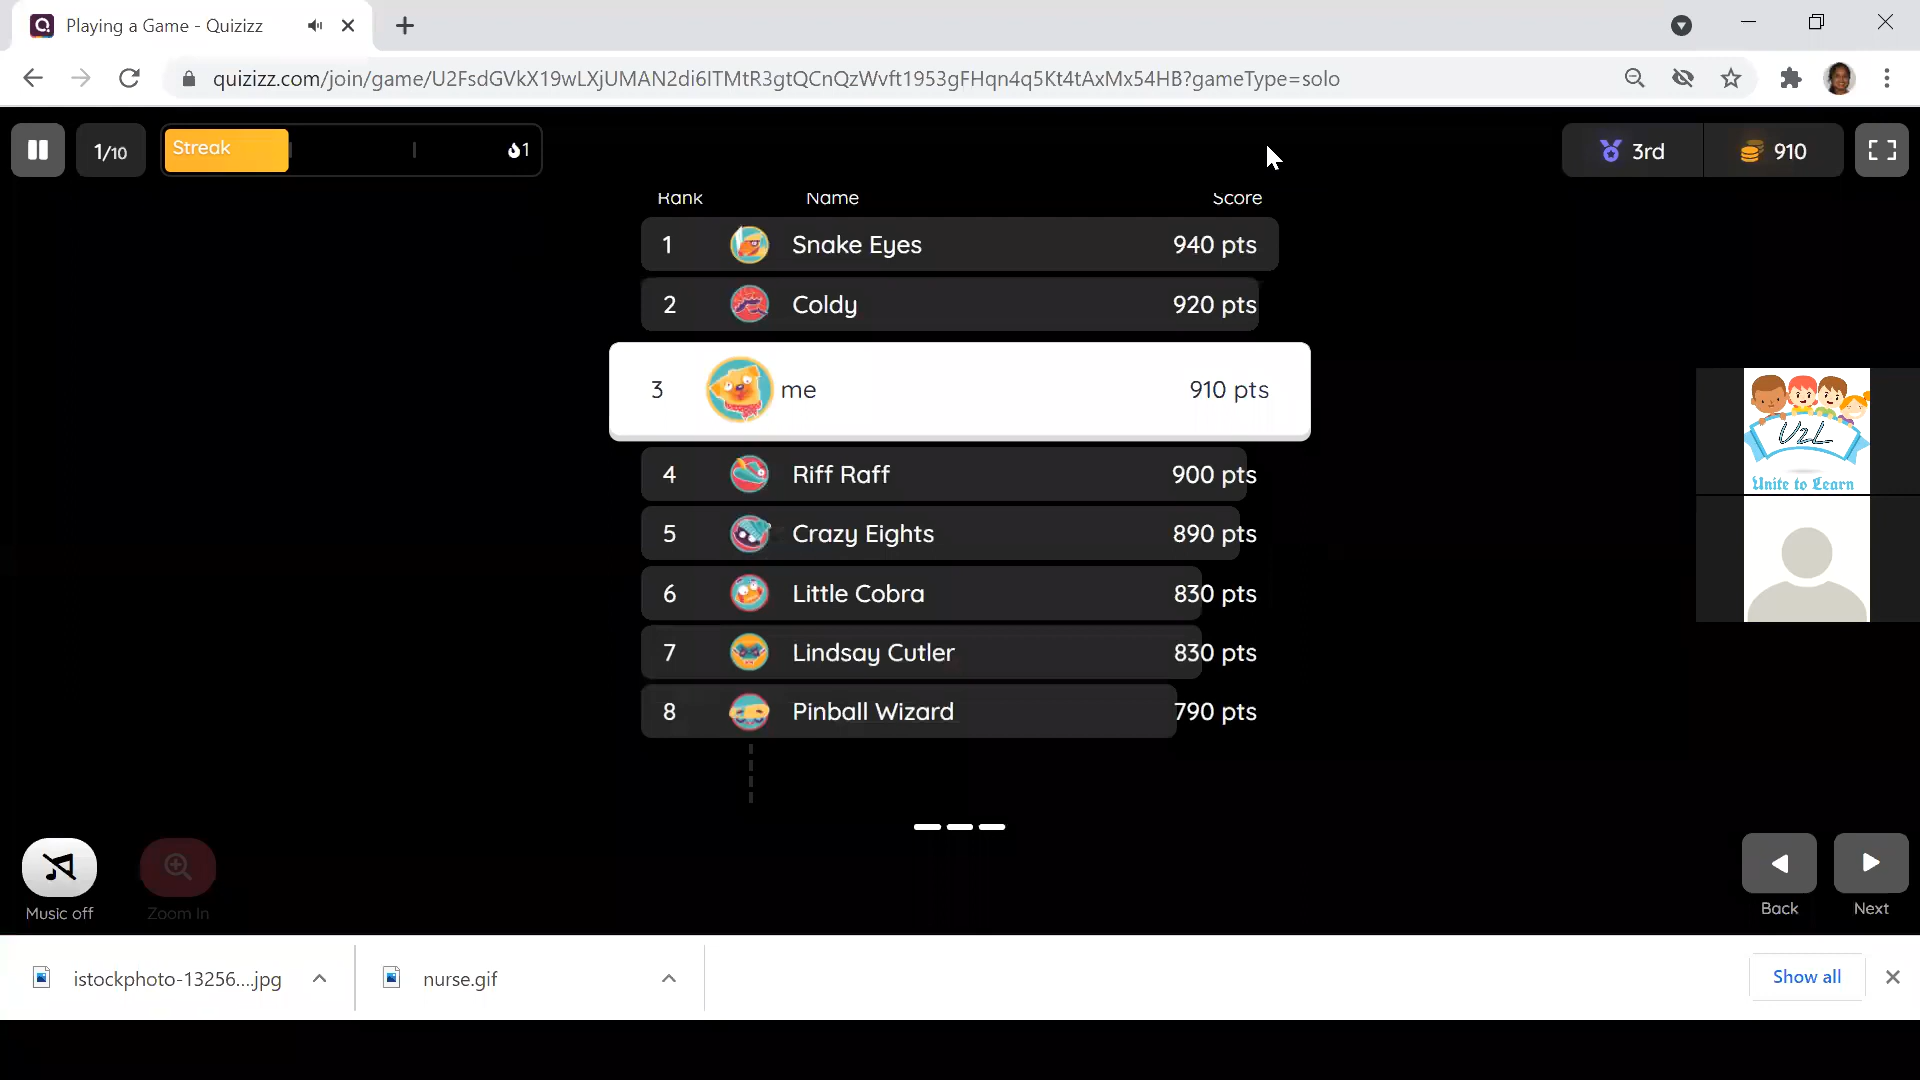 Playing a Game - Quizizz
quizizz.com/join/game/U2FsdGVkX19wLXjUMAN2di6ITMtR3gtQCnQzWvft1953gFHqn4q5Kt4tAxMx54HB?gameType=solo
1/10
Streak
1
3rd
910
Rank Name Score
1 Snake Eyes 940 pts
2 Coldy 920 pts
3 me 910 pts
4 Riff Raff 900 pts
5 Crazy Eights 890 pts
6 Little Cobra 830 pts
7 Lindsay Cutler 830 pts
8 Pinball Wizard 790 pts
U2L
Unite to Learn
Music off
Zoom In
Back
Next
istockphoto-13256....jpg
nurse.gif
Show all